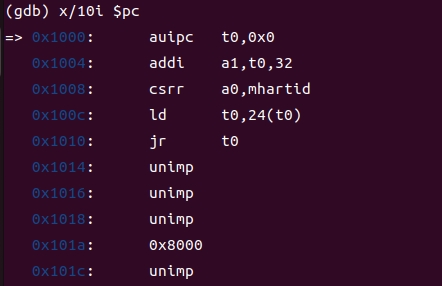 (gdb) x/10i $pc
=> 0x1000: auipc t0,0x0
0x1004: addi a1,t0,32
0x1008: csrr a0,mhartid
0x100c: ld t0,24(t0)
0x1010: jr t0
0x1014: unimp
0x1016: unimp
0x1018: unimp
0x101a: 0x8000
0x101c: unimp